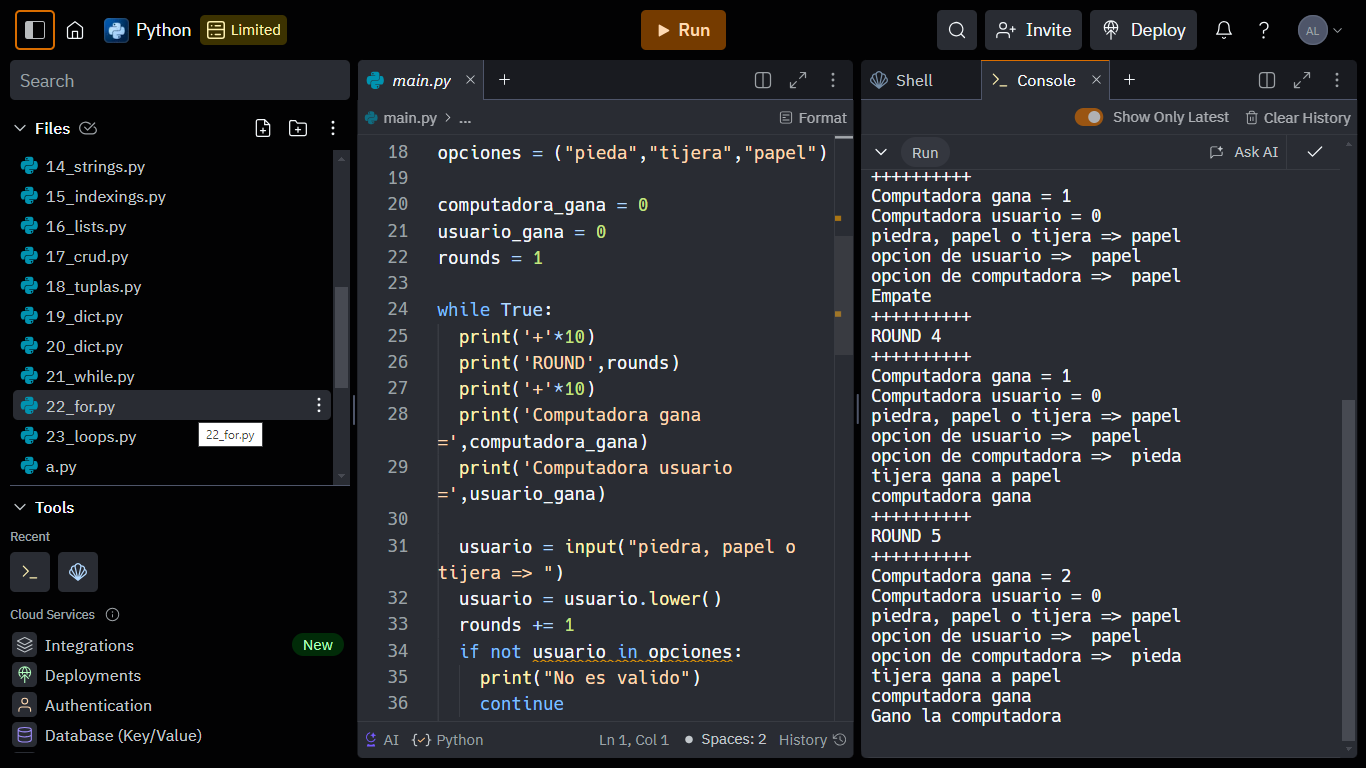 Python
Limited
Run
Invite
Deploy
AL
Search
Files
14_strings.py
15_indexings.py
16_lists.py
17_crud.py
18_tuplas.py
19_dict.py
20_dict.py
21_while.py
22_for.py
23_loops.py
22_for.py
a.py
Tools
Recent
Cloud Services
Integrations
New
Deployments
Authentication
Database (Key/Value)
main.py
main.py > ...
Format
18 opciones = ("pieda","tijera","papel")
19
20 computadora_gana = 0
21 usuario_gana = 0
22 rounds = 1
23
24 while True:
25 print('+'*10)
26 print('ROUND',rounds)
27 print('+'*10)
28 print('Computadora gana
=',computadora_gana)
29 print('Computadora usuario
=',usuario_gana)
30
31 usuario = input("piedra, papel o
tijera => ")
32 usuario = usuario.lower()
33 rounds += 1
34 if not usuario in opciones:
35 print("No es valido")
36 continue
AI
Python
Ln 1, Col 1
Spaces: 2
History
Shell
Console
Show Only Latest
Clear History
Run
Ask AI
++++++++++
Computadora gana = 1
Computadora usuario = 0
piedra, papel o tijera => papel
opcion de usuario =>  papel
opcion de computadora =>  papel
Empate
++++++++++
ROUND 4
++++++++++
Computadora gana = 1
Computadora usuario = 0
piedra, papel o tijera => papel
opcion de usuario =>  papel
opcion de computadora =>  pieda
tijera gana a papel
computadora gana
++++++++++
ROUND 5
++++++++++
Computadora gana = 2
Computadora usuario = 0
piedra, papel o tijera => papel
opcion de usuario =>  papel
opcion de computadora =>  pieda
tijera gana a papel
computadora gana
Gano la computadora